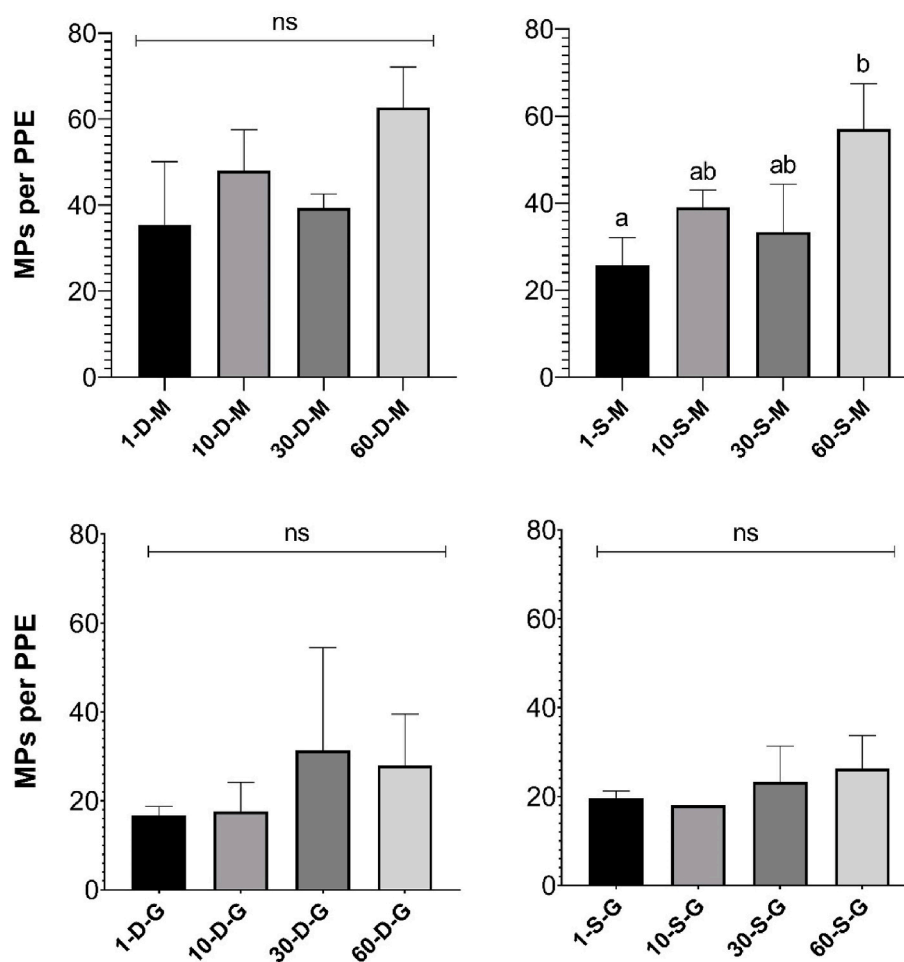 ns
MPs per PPE
80
60
40
20
0
1-D-M
10-D-M
30-D-M
60-D-M
80
60
40
20
0
a
ab
ab
b
1-S-M
10-S-M
30-S-M
60-S-M
ns
MPs per PPE
80
60
40
20
0
1-D-G
10-D-G
30-D-G
60-D-G
ns
80
60
40
20
0
1-S-G
10-S-G
30-S-G
60-S-G